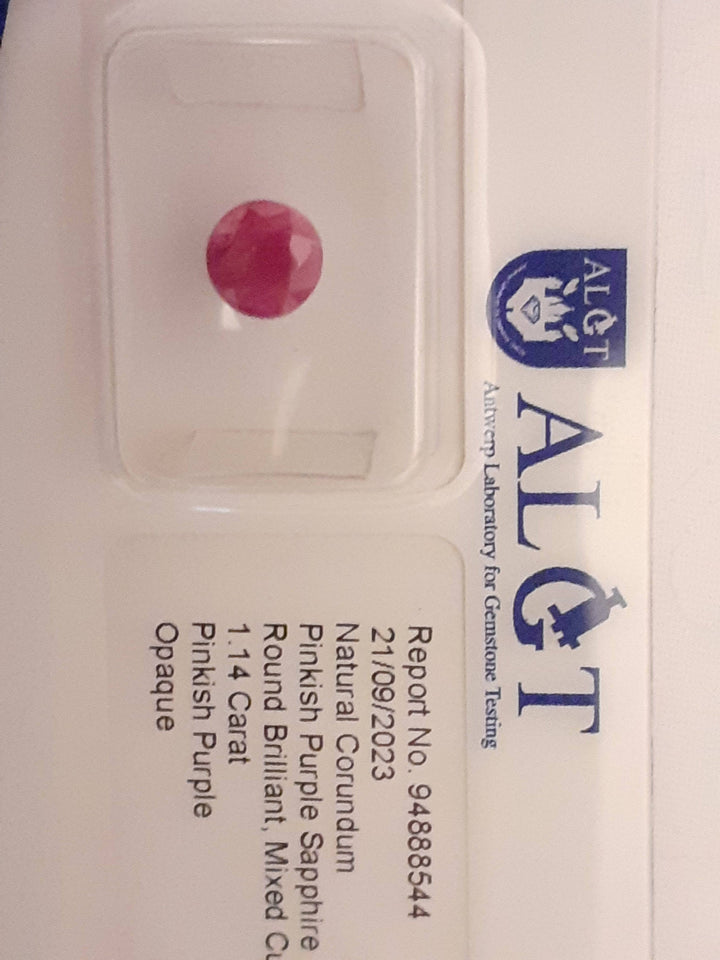 ALGT
ALGT
Antwerp Laboratory for Gemstone Testing
Report No. 94888544
21/09/2023
Natural Corundum
Pinkish Purple Sapphire
Round Brilliant, Mixed Cu
1.14 Carat
Pinkish Purple
Opaque